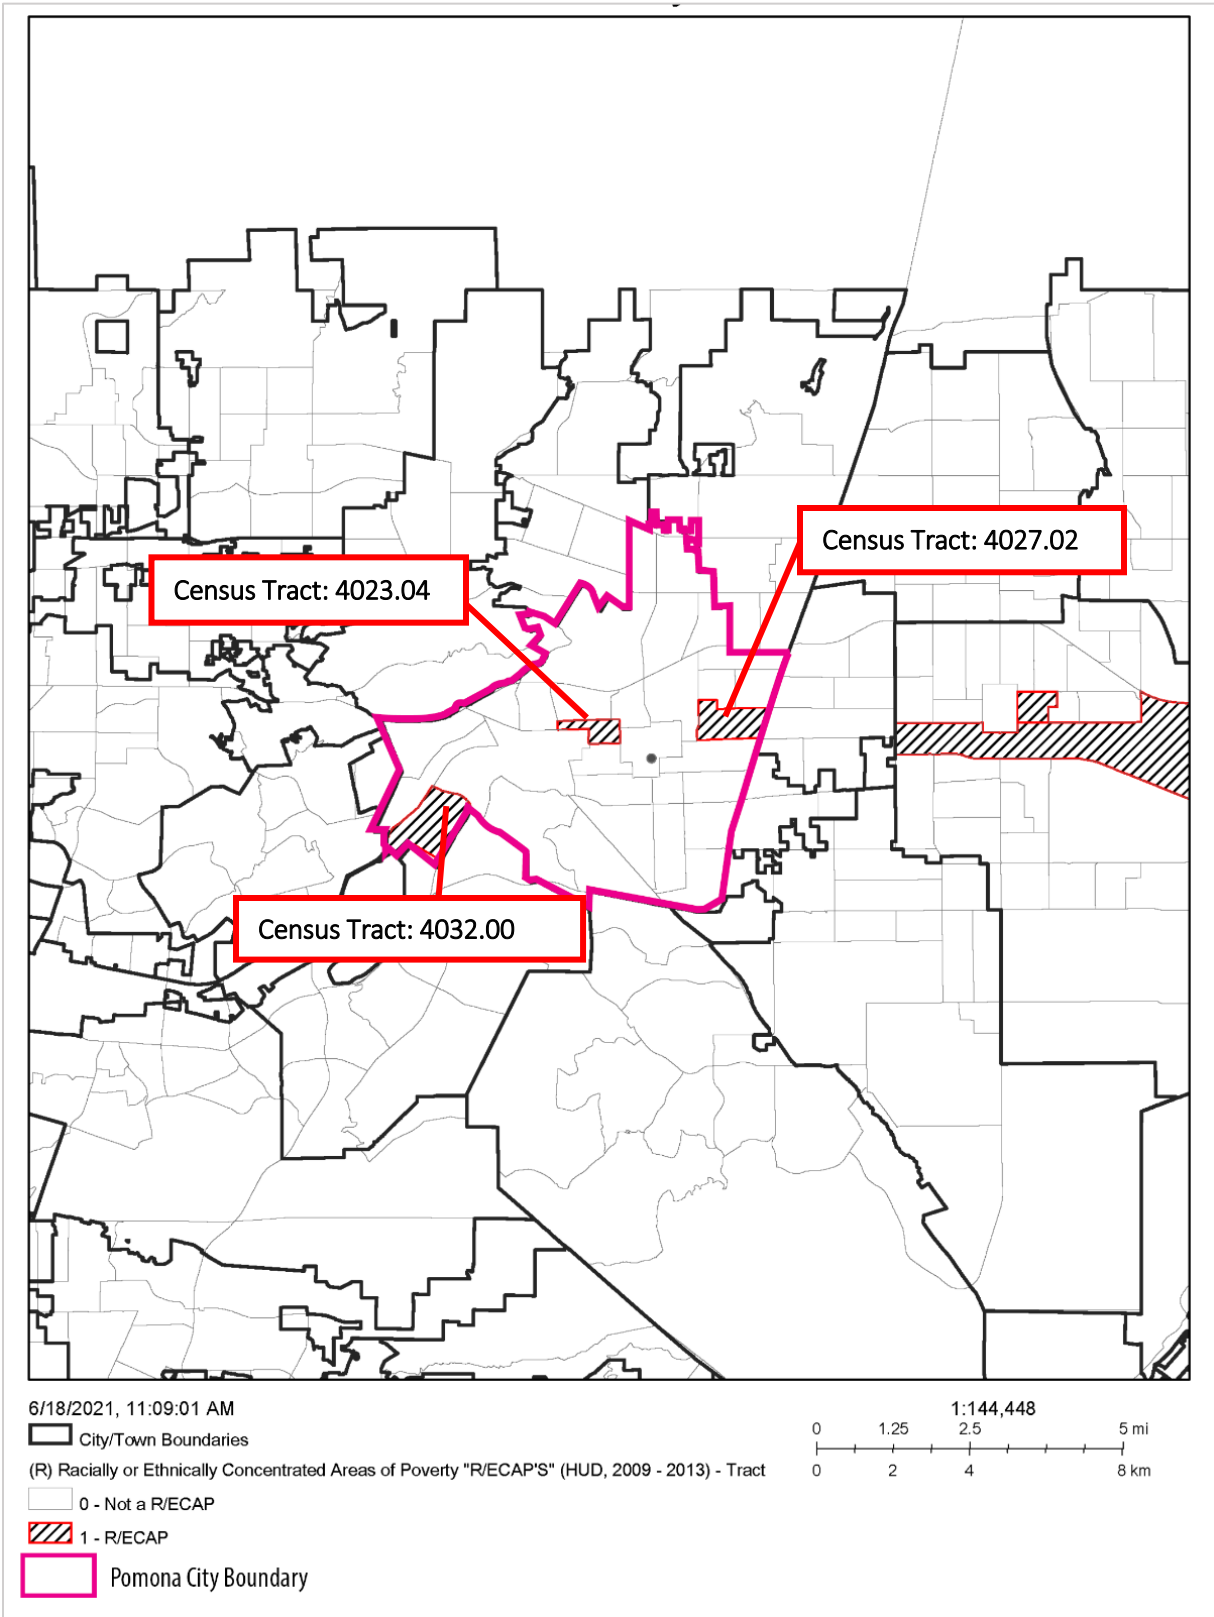 Census Tract: 4027.02
Census Tract: 4023.04
Census Tract: 4032.00
6/18/2021, 11:09:01 AM
City/Town Boundaries
(R) Racially or Ethnically Concentrated Areas of Poverty "R/ECAP'S" (HUD, 2009 - 2013) - Tract
0 - Not a R/ECAP
1 - R/ECAP
Pomona City Boundary
1:144,448
0 1.25 2.5 5 mi
0 2 4 8 km